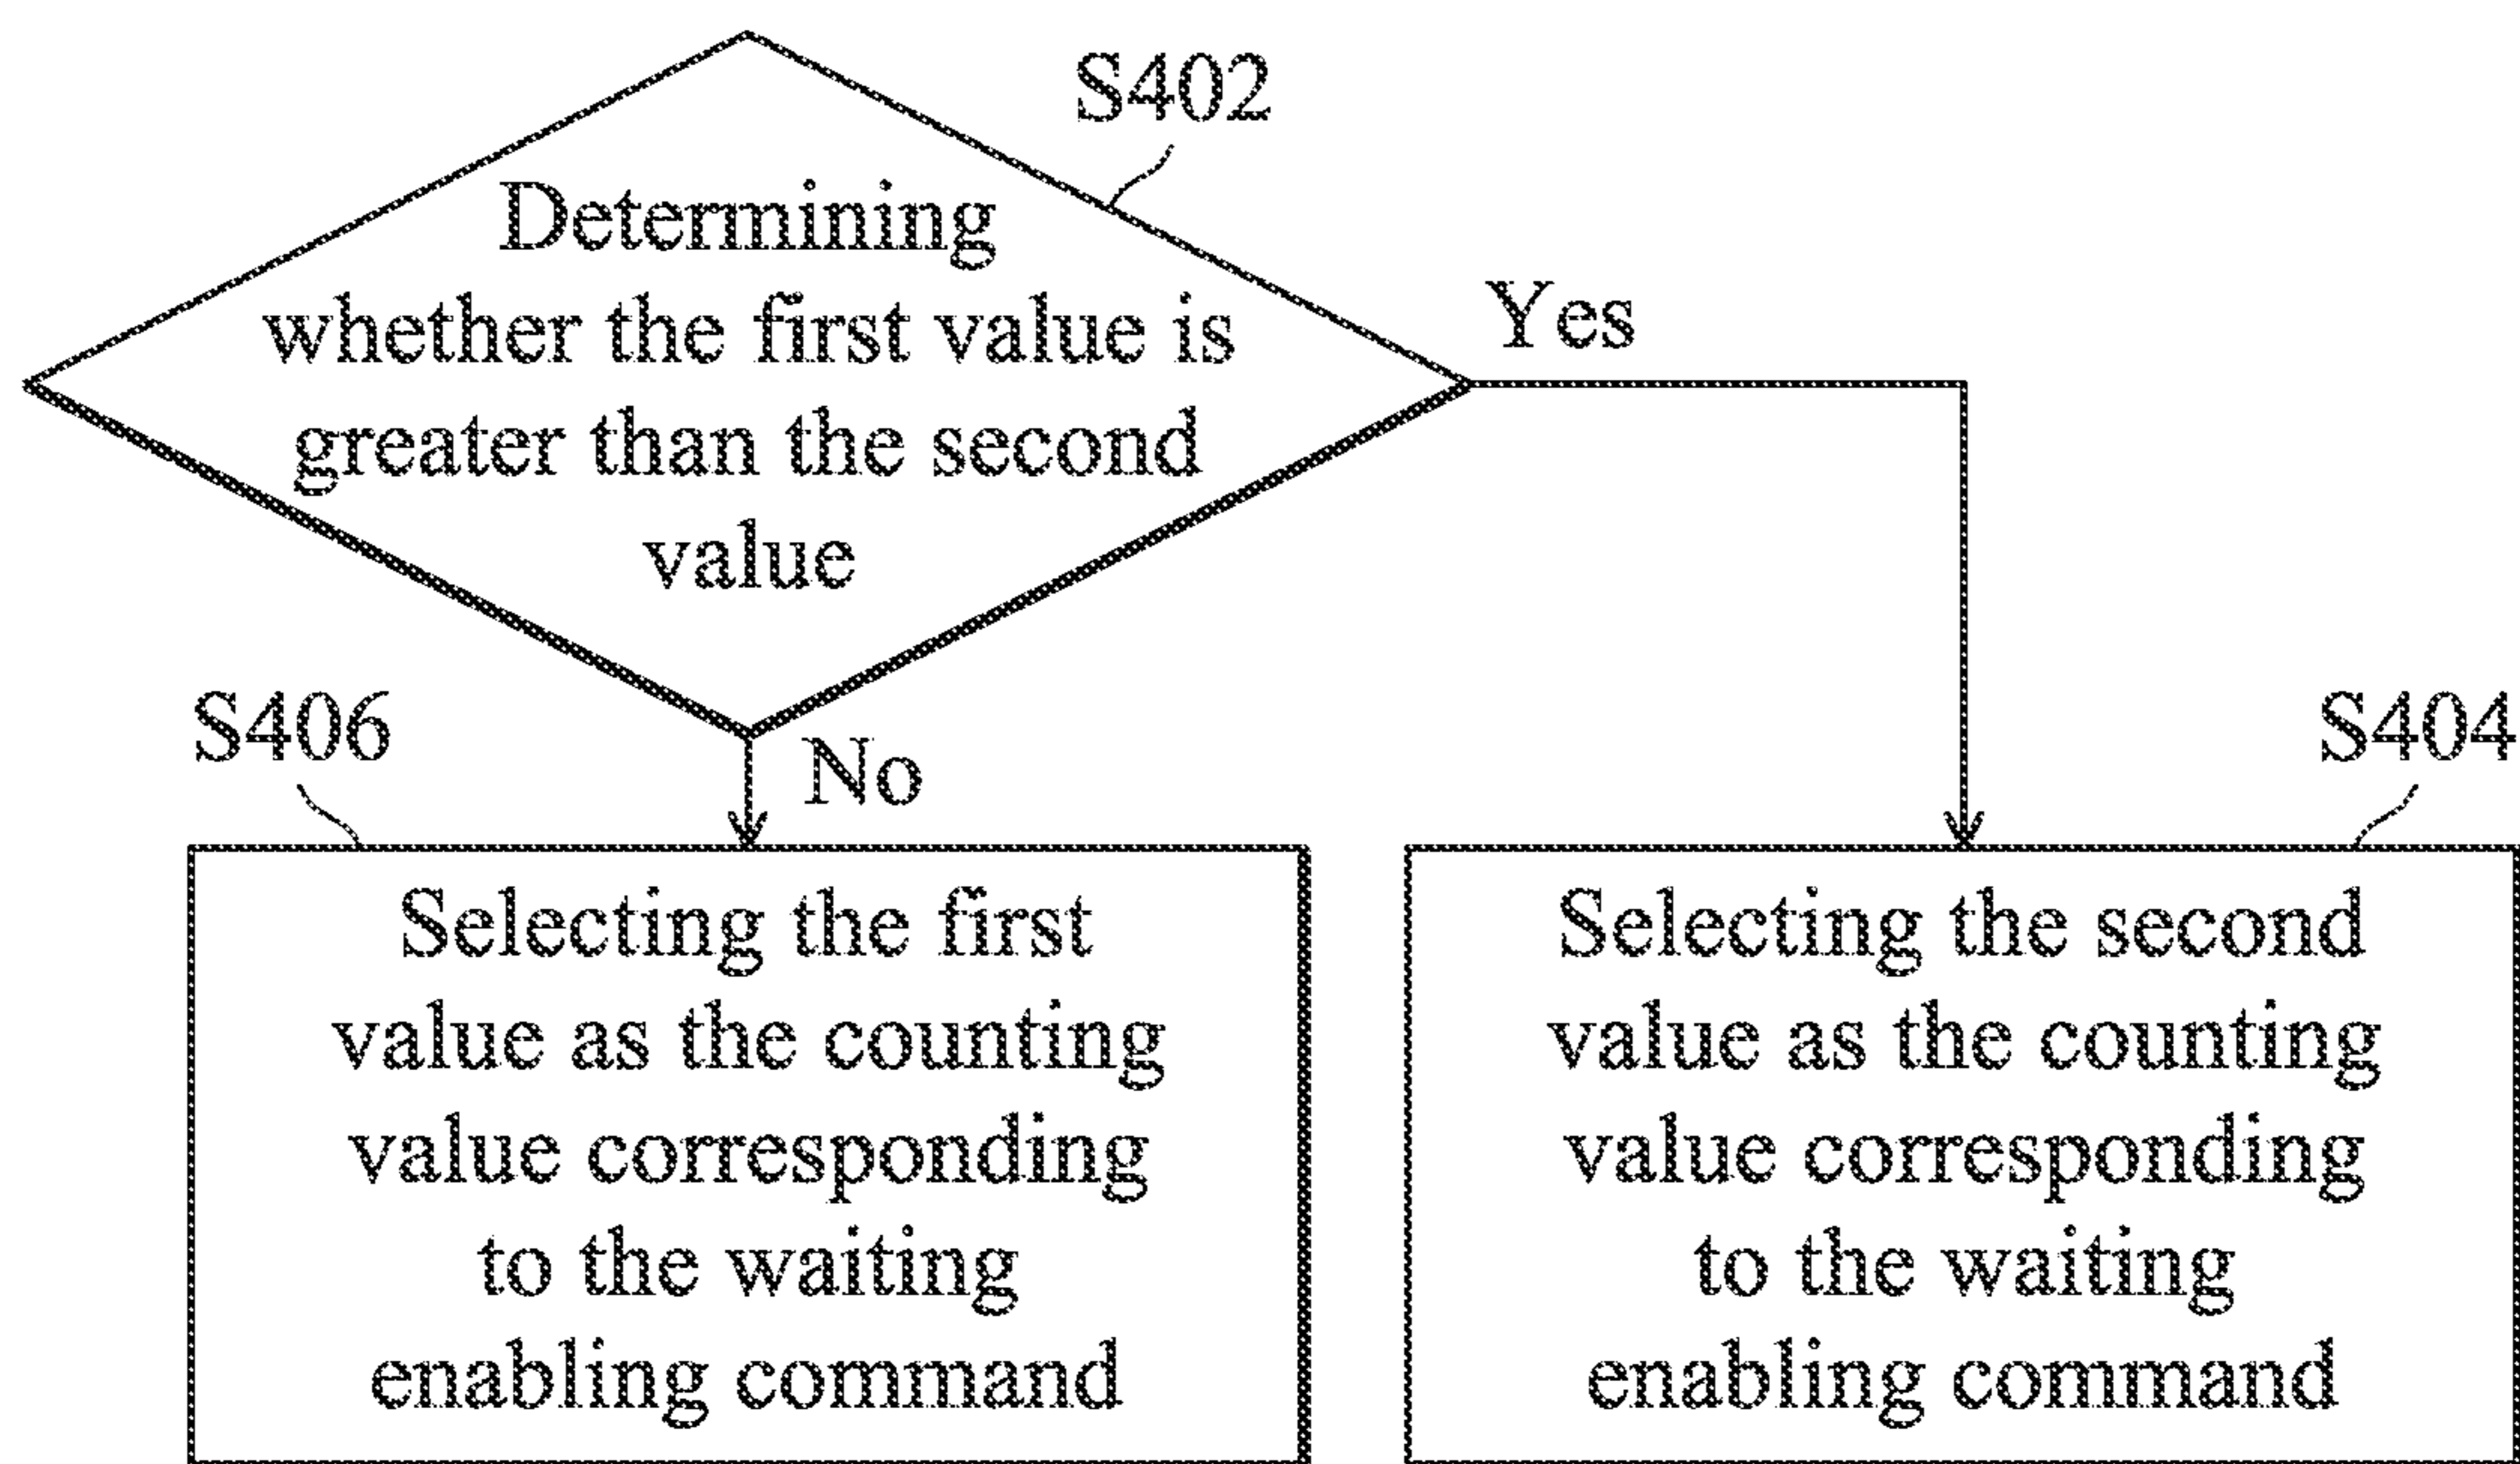 S402
Determining
whether the first value is
greater than the second
value
Yes
No
S406
Selecting the first
value as the counting
value corresponding
to the waiting
enabling command
S404
Selecting the second
value as the counting
value corresponding
to the waiting
enabling command